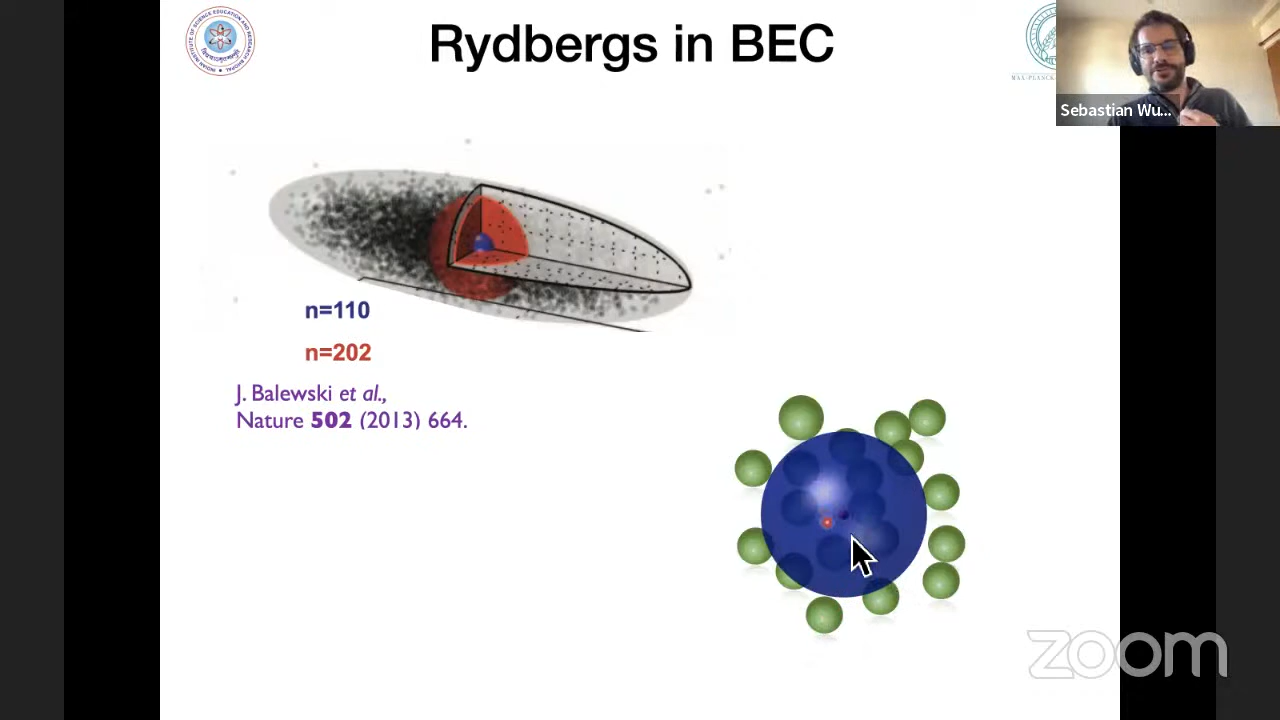 Rydbergs in BEC
Sebastian Wu...
n=110
n=202
J. Balewski et al.,
Nature 502 (2013) 664.
zoom